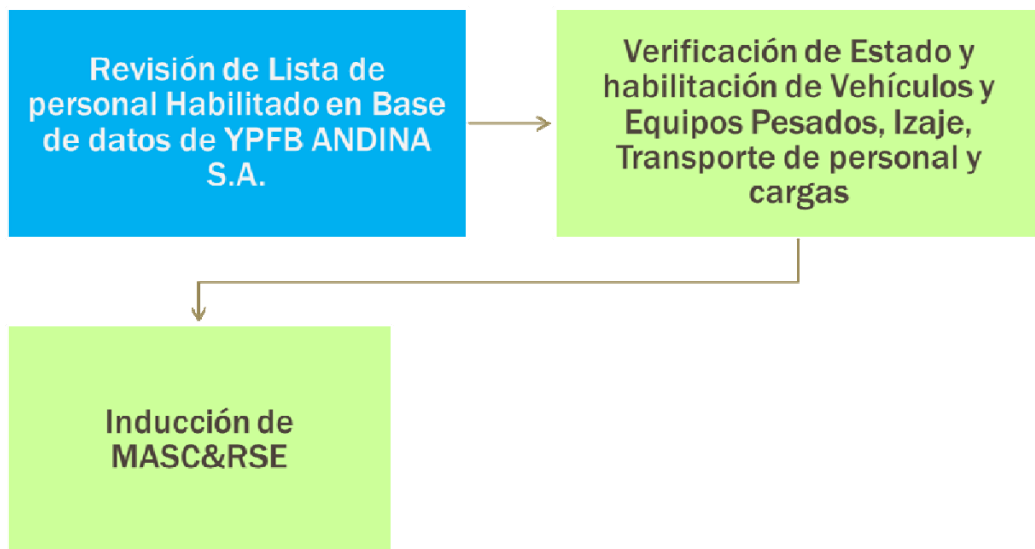 Revisión de Lista de
personal Habilitado en Base
de datos de YPFB ANDINA
S.A.
Verificación de Estado y
habilitación de Vehículos y
Equipos Pesados, Izaje,
Transporte de personal y
cargas
Inducción de
MASC&RSE